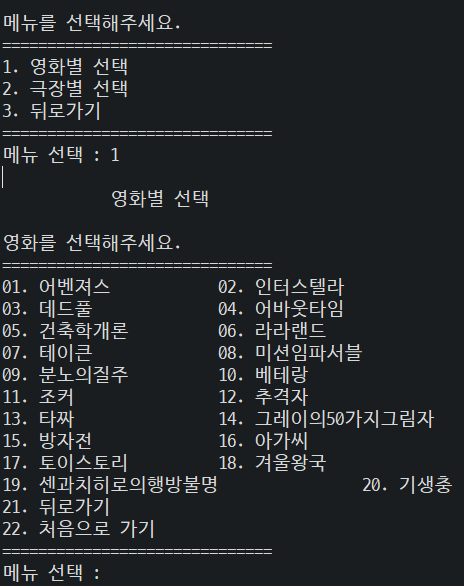 메뉴를 선택해주세요.
==============================
1. 영화별 선택
2. 극장별 선택
3. 뒤로가기
==============================
메뉴 선택 : 1
영화별 선택
영화를 선택해주세요.
==============================
01. 어벤져스 02. 인터스텔라
03. 데드풀 04. 어바웃타임
05. 건축학개론 06. 라라랜드
07. 테이큰 08. 미션임파서블
09. 분노의질주 10. 베테랑
11. 조커 12. 추격자
13. 타짜 14. 그레이의50가지그림자
15. 방자전 16. 아가씨
17. 토이스토리 18. 겨울왕국
19. 센과치히로의행방불명 20. 기생충
21. 뒤로가기
22. 처음으로 가기
==============================
메뉴 선택 :